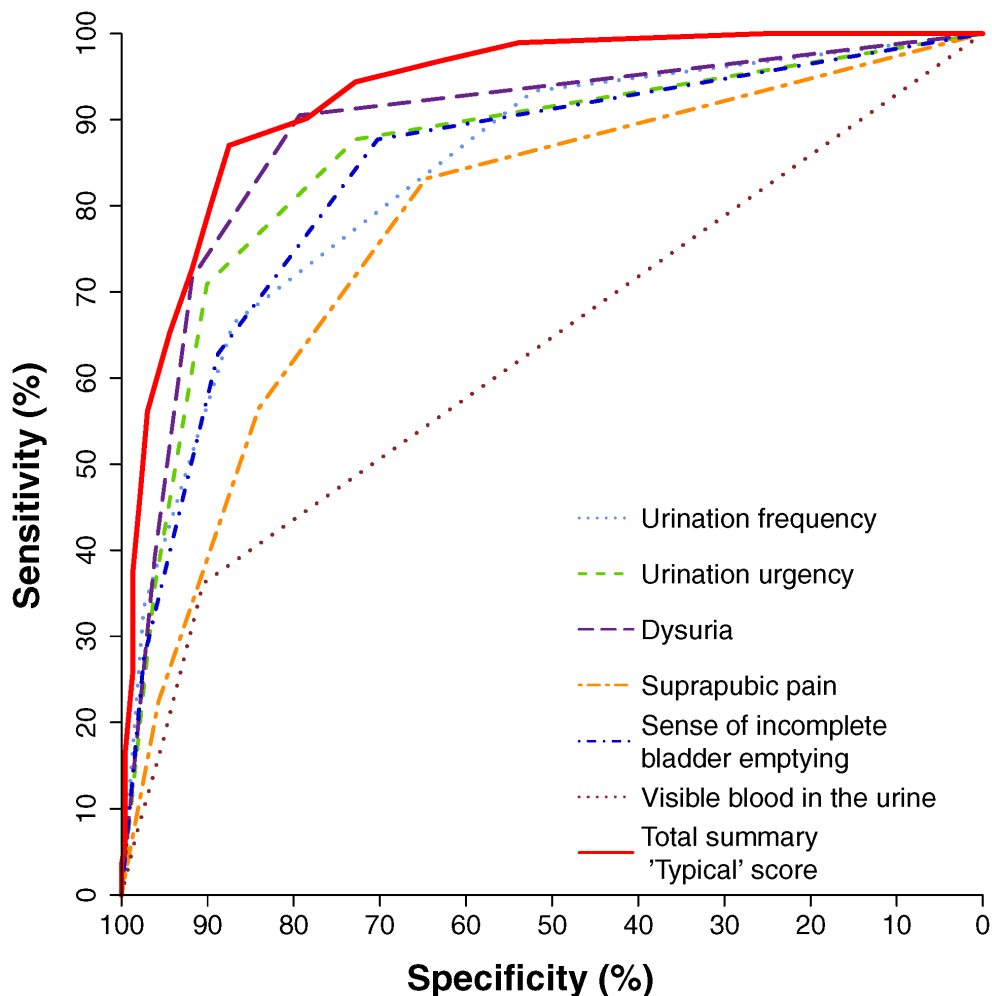 100
90
80
70
60
50
40
30
20
10
0
Sensitivity (%)
Urination frequency
Urination urgency
Dysuria
Suprapubic pain
Sense of incomplete
bladder emptying
Visible blood in the urine
Total summary
'Typical' score
100 90 80 70 60 50 40 30 20 10 0
Specificity (%)